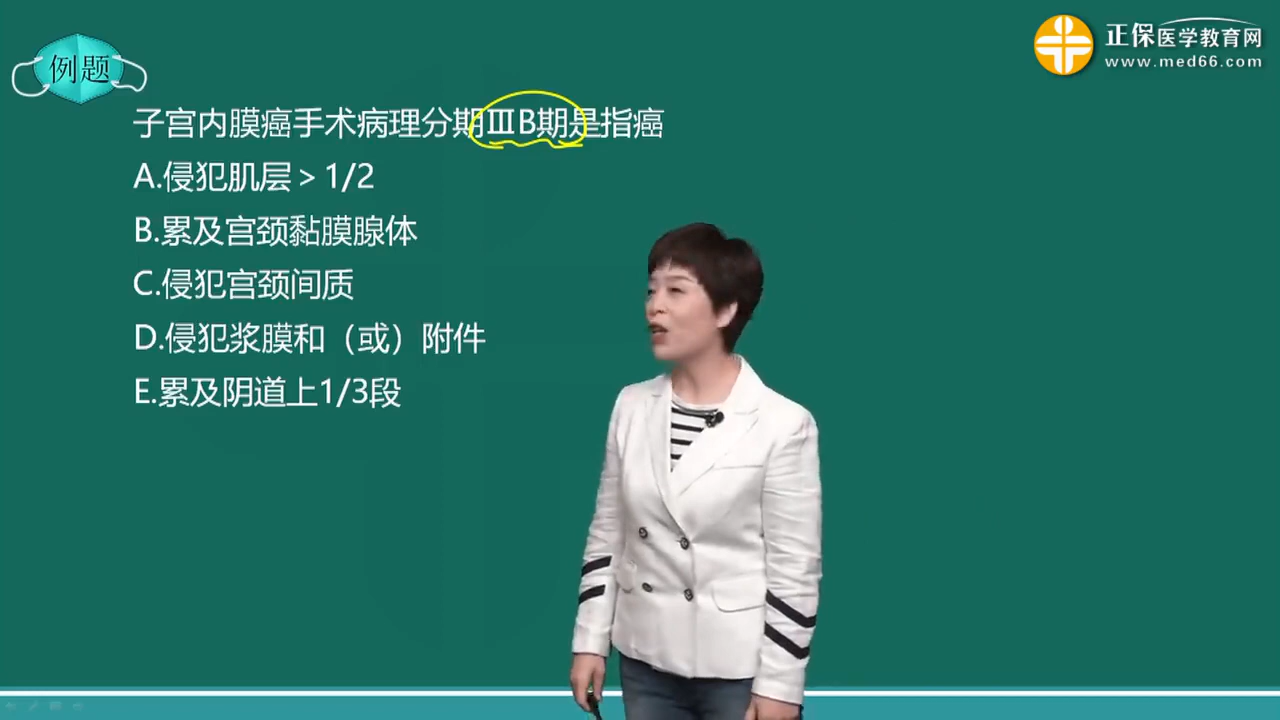 例题
正保医学教育网
www.med66.com
子宫内膜癌手术病理分期ⅢB期是指癌
A.侵犯肌层＞1/2
B.累及宫颈黏膜腺体
C.侵犯宫颈间质
D.侵犯浆膜和（或）附件
E.累及阴道上1/3段